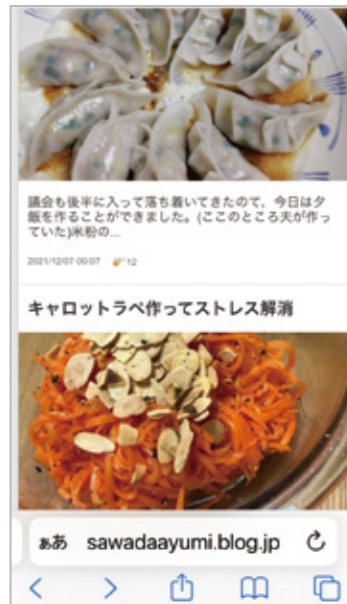 議会も後半に入って落ち着いてきたので、今日は夕
飯を作ることができました。(ここのところ夫が作っ
ていた)米粉の...
2021/12/07 00:07 12
キャロットラペ作ってストレス解消
ぁあ sawadaayumi.blog.jp